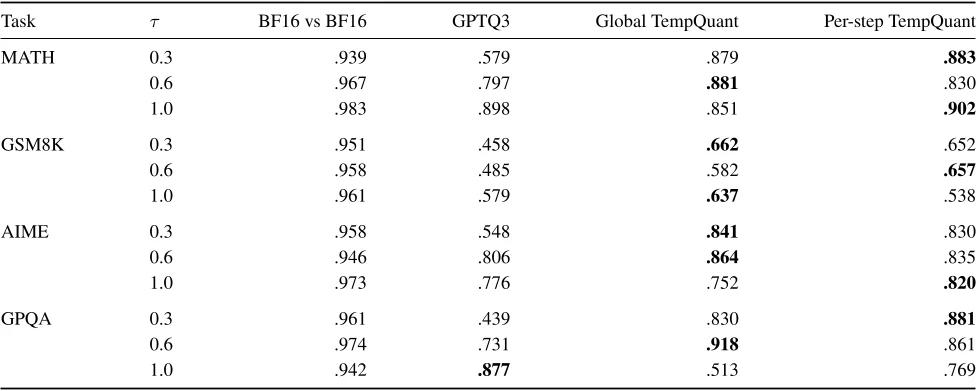 Task τ BF16 vs BF16 GPTQ3 Global TempQuant Per-step TempQuant
MATH 0.3 .939 .579 .879 .883
0.6 .967 .797 .881 .830
1.0 .983 .898 .851 .902
GSM8K 0.3 .951 .458 .662 .652
0.6 .958 .485 .582 .657
1.0 .961 .579 .637 .538
AIME 0.3 .958 .548 .841 .830
0.6 .946 .806 .864 .835
1.0 .973 .776 .752 .820
GPQA 0.3 .961 .439 .830 .881
0.6 .974 .731 .918 .861
1.0 .942 .877 .513 .769